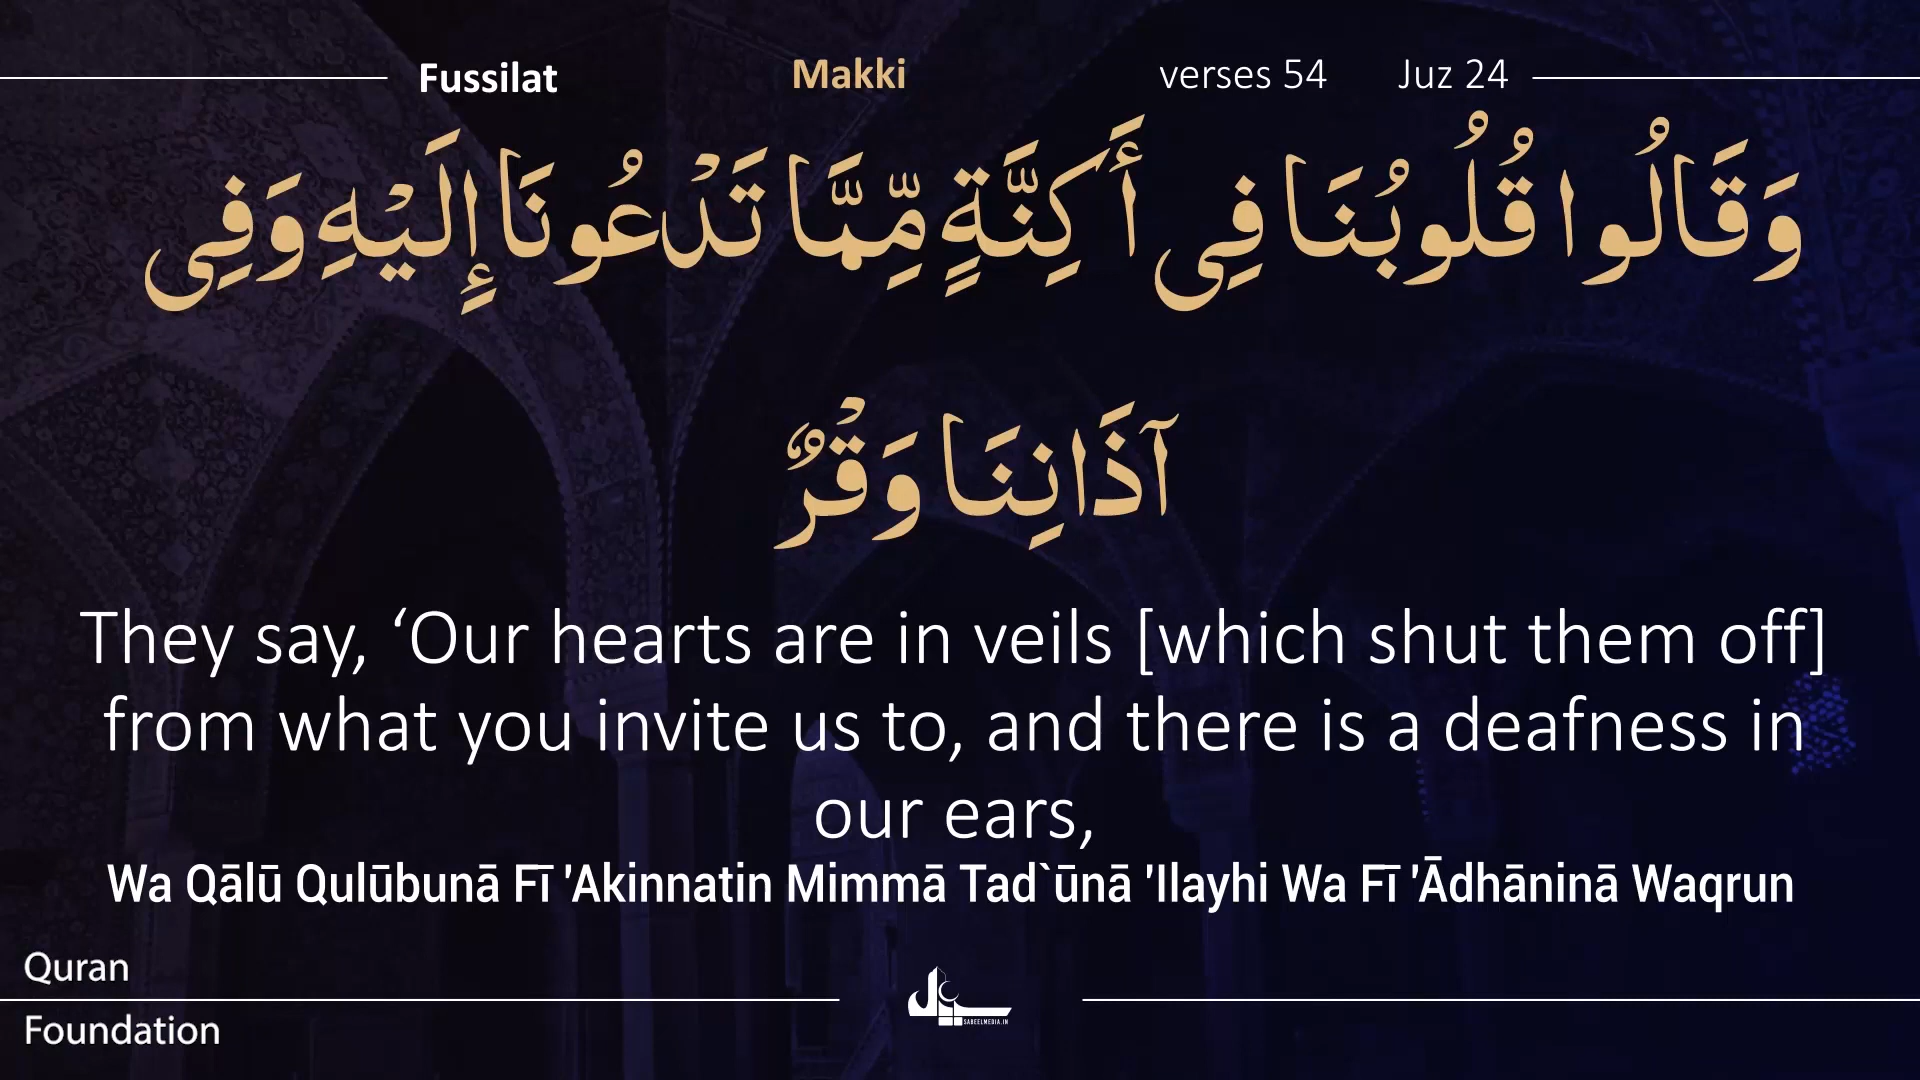 Fussilat Makki verses 54 Juz 24
وَقَالُوا قُلُوبُنَا فِي أَكِنَّةٍ مِّمَّا تَدْعُونَا إِلَيْهِ وَفِي
آذَانِنَا وَقْرٌ
They say, ‘Our hearts are in veils [which shut them off]
from what you invite us to, and there is a deafness in
our ears,
Wa Qālū Qulūbunā Fī 'Akinnatin Mimmā Tad`ūnā 'Ilayhi Wa Fī 'Ādhāninā Waqrun
Quran
Foundation
SABEELMEDIA.IN